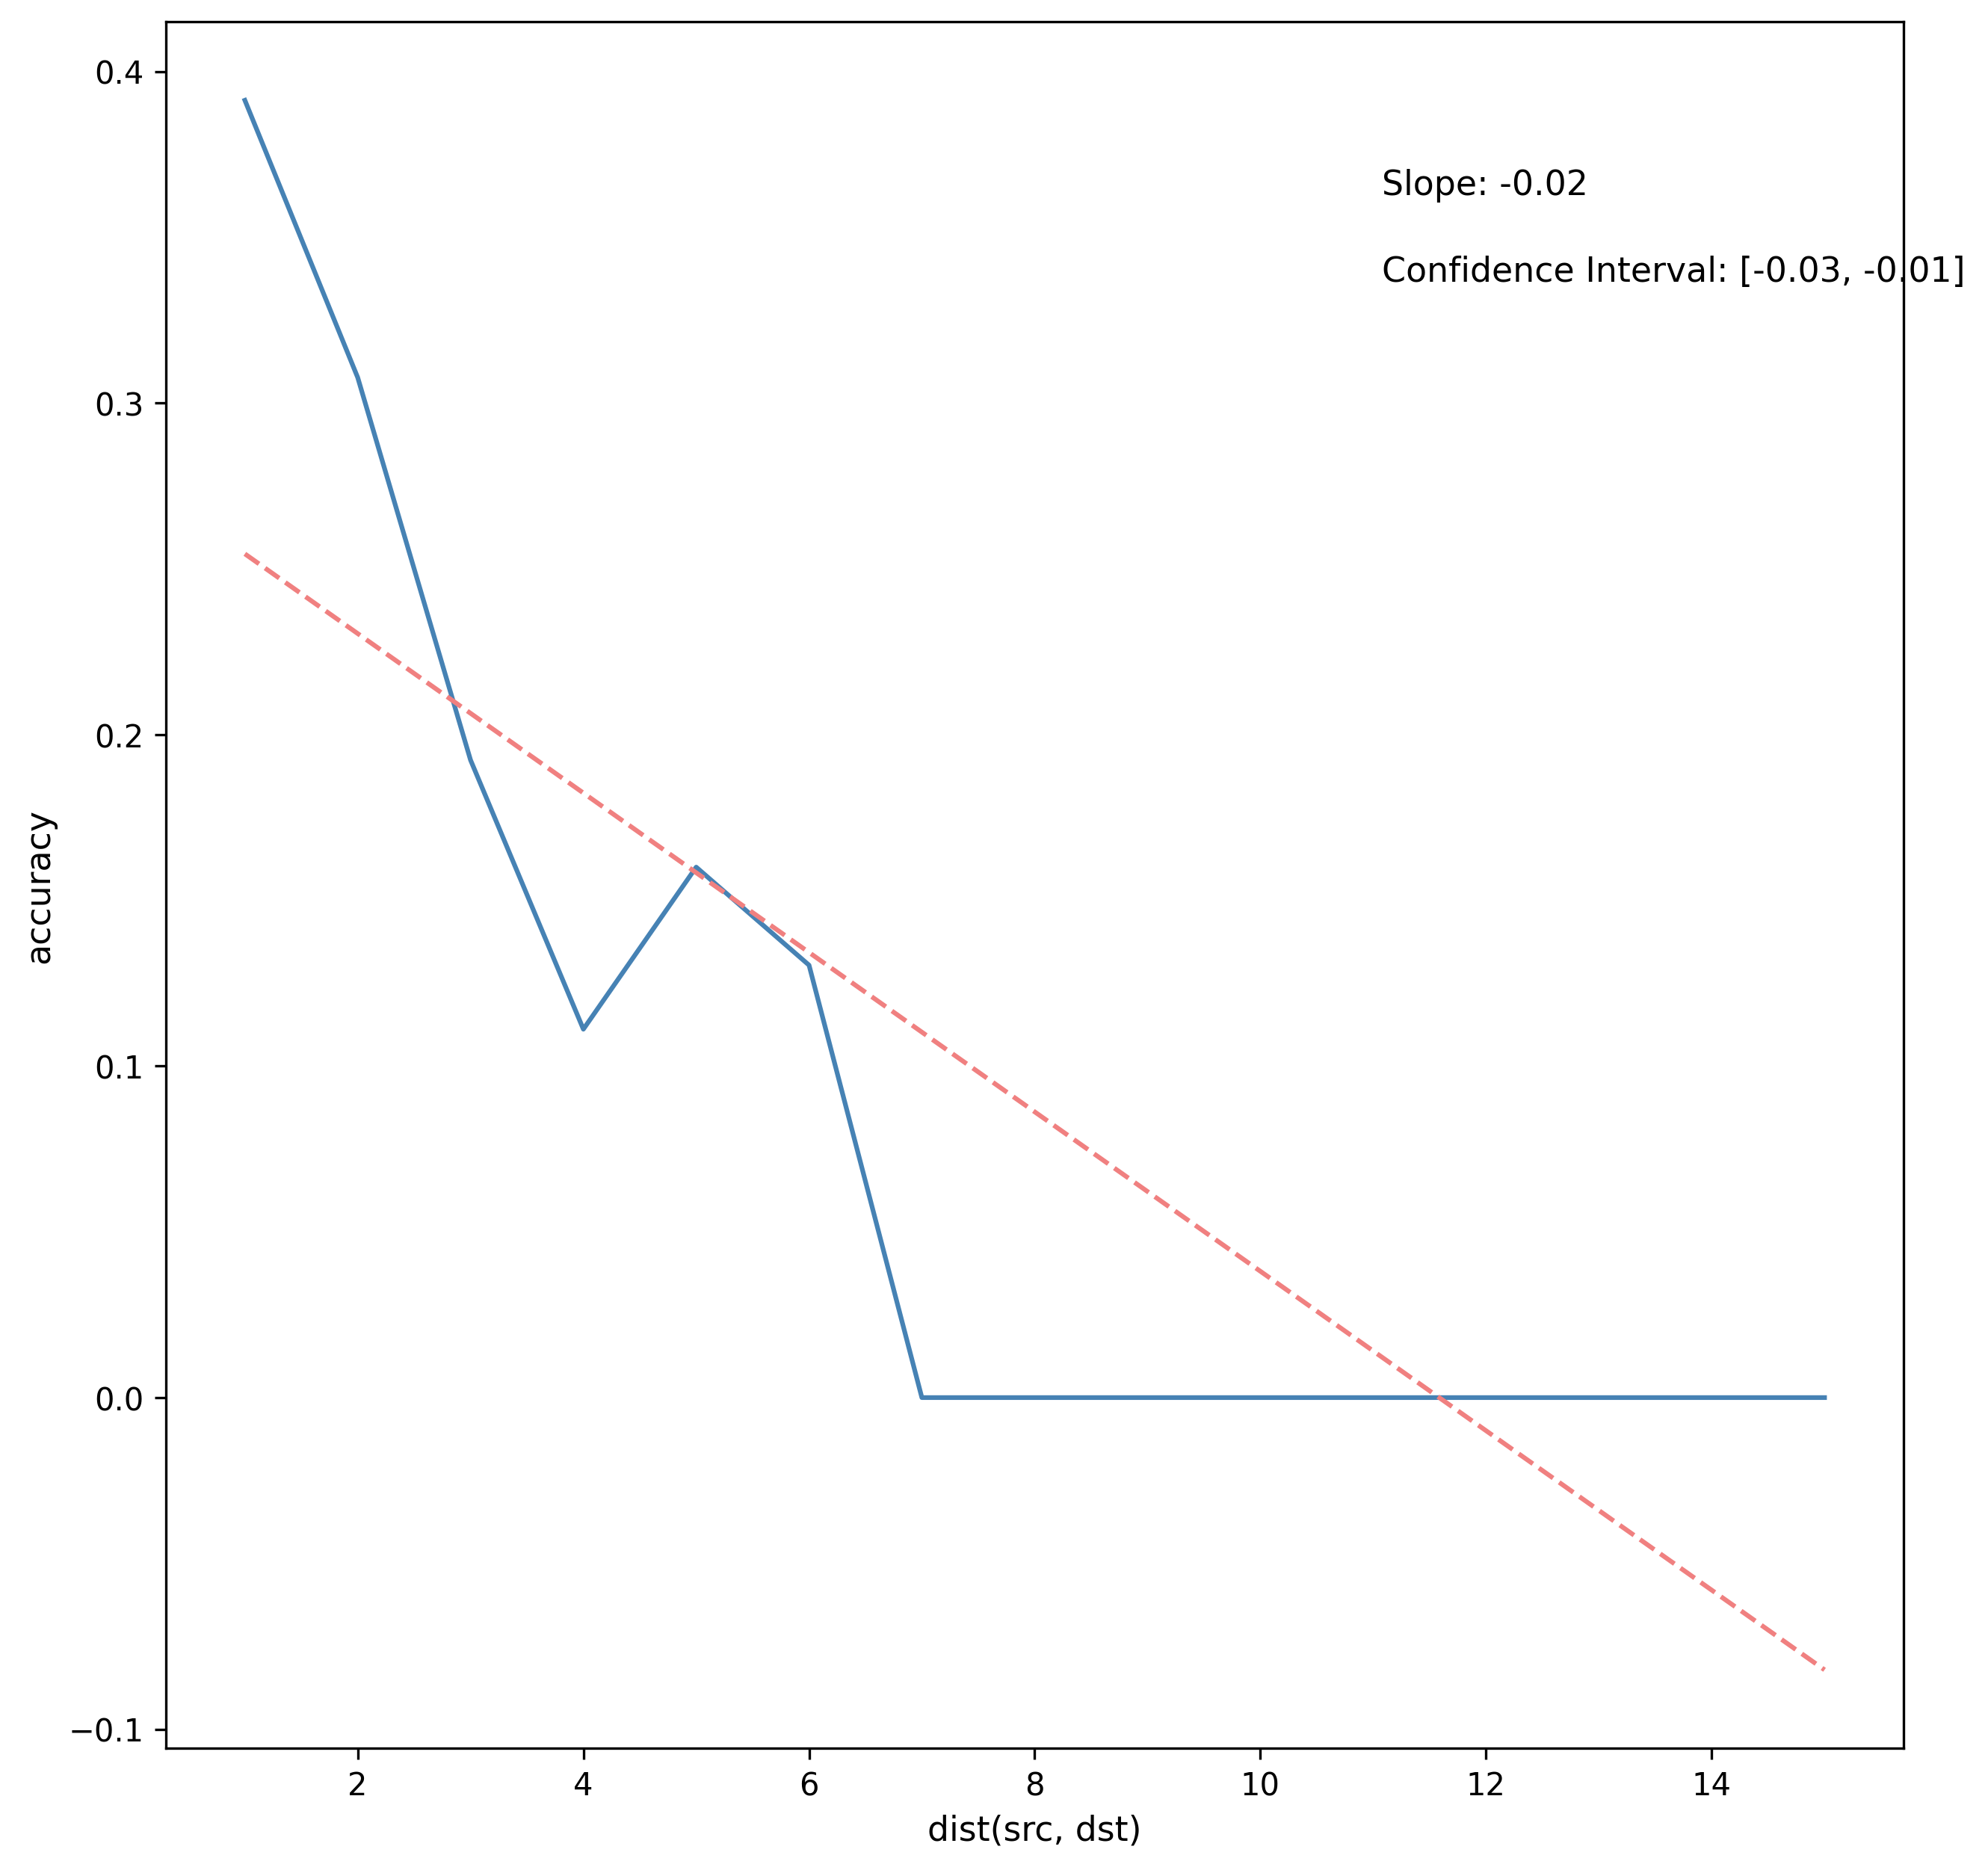 0.4
0.3
0.2
0.1
0.0
−0.1
accuracy
Slope: -0.02
Confidence Interval: [-0.03, -0.01]
2 4 6 8 10 12 14
dist(src, dst)